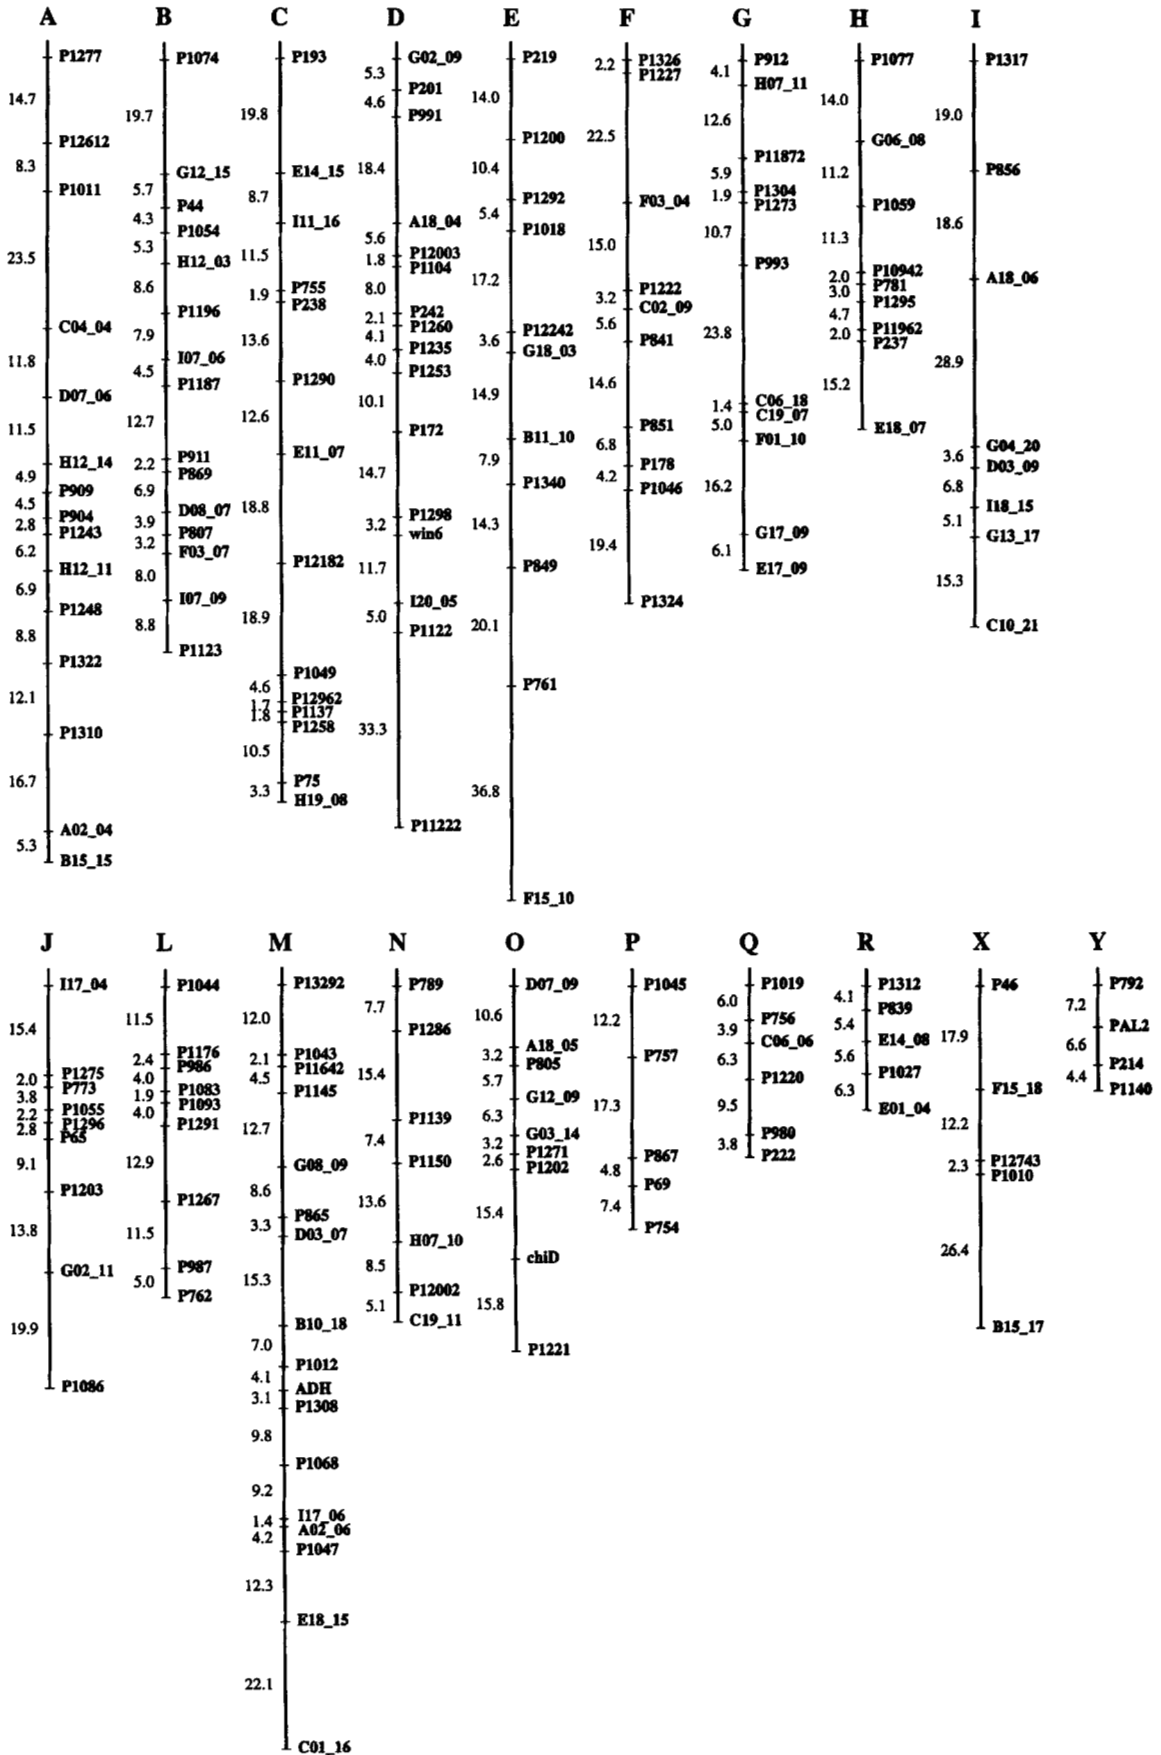 A B C D E F G H I
P1277
14.7
P12612
8.3
P1011
23.5
C04_04
11.8
D07_06
11.5
H12_14
4.9
P909
4.5
P904
2.8
P1243
6.2
H12_11
6.9
P1248
8.8
P1322
12.1
P1310
16.7
A02_04
5.3
B15_15
P1074
19.7
G12_15
5.7
P44
4.3
P1054
5.3
H12_03
8.6
P1196
7.9
I07_06
4.5
P1187
12.7
P911
2.2
P869
6.9
D08_07
3.9
P807
3.2
F03_07
8.0
I07_09
8.8
P1123
P193
19.8
E14_15
8.7
I11_16
11.5
P755
1.9
P238
13.6
P1290
12.6
E11_07
18.8
P12182
18.9
P1049
4.6
P12962
1.7
P1137
1.8
P1258
10.5
P75
3.3
H19_08
G02_09
5.3
P201
4.6
P991
18.4
A18_04
5.6
P12003
1.8
P1104
8.0
P242
2.1
P1260
4.1
P1235
4.0
P1253
10.1
P172
14.7
P1298
3.2
win6
11.7
I20_05
5.0
P1122
33.3
P11222
P219
14.0
P1200
10.4
P1292
5.4
P1018
17.2
P12242
3.6
G18_03
14.9
B11_10
7.9
P1340
14.3
P849
20.1
P761
36.8
F15_10
P1326
2.2
P1227
22.5
F03_04
15.0
P1222
3.2
C02_09
5.6
P841
14.6
P851
6.8
P178
4.2
P1046
19.4
P1324
P912
4.1
H07_11
12.6
P11872
5.9
P1304
1.9
P1273
10.7
P993
23.8
C06_18
1.4
C19_07
5.0
F01_10
16.2
G17_09
6.1
E17_09
P1077
14.0
G06_08
11.2
P1059
11.3
P10942
2.0
P781
3.0
P1295
4.7
P11962
2.0
P237
15.2
E18_07
P1317
19.0
P856
18.6
A18_06
28.9
G04_20
3.6
D03_09
6.8
I18_15
5.1
G13_17
15.3
C10_21
J L M N O P Q R X Y
I17_04
15.4
P1275
2.0
P773
3.8
P1055
2.2
P1296
2.8
P65
9.1
P1203
13.8
G02_11
19.9
P1086
P1044
11.5
P1176
2.4
P986
4.0
P1083
1.9
P1093
4.0
P1291
12.9
P1267
11.5
P987
5.0
P762
P13292
12.0
P1043
2.1
P11642
4.5
P1145
12.7
G08_09
8.6
P865
3.3
D03_07
15.3
B10_18
7.0
P1012
4.1
ADH
3.1
P1308
9.8
P1068
9.2
I17_06
1.4
A02_06
4.2
P1047
12.3
E18_15
22.1
C01_16
P789
7.7
P1286
15.4
P1139
7.4
P1150
13.6
H07_10
8.5
P12002
5.1
C19_11
D07_09
10.6
A18_05
3.2
P805
5.7
G12_09
6.3
G03_14
3.2
P1271
2.6
P1202
15.4
chiD
15.8
P1221
P1045
12.2
P757
17.3
P867
4.8
P69
7.4
P754
P1019
6.0
P756
3.9
C06_06
6.3
P1220
9.5
P980
3.8
P222
P1312
4.1
P839
5.4
E14_08
5.6
P1027
6.3
E01_04
P46
17.9
F15_18
12.2
P12743
2.3
P1010
26.4
B15_17
P792
7.2
PAL2
6.6
P214
4.4
P1140